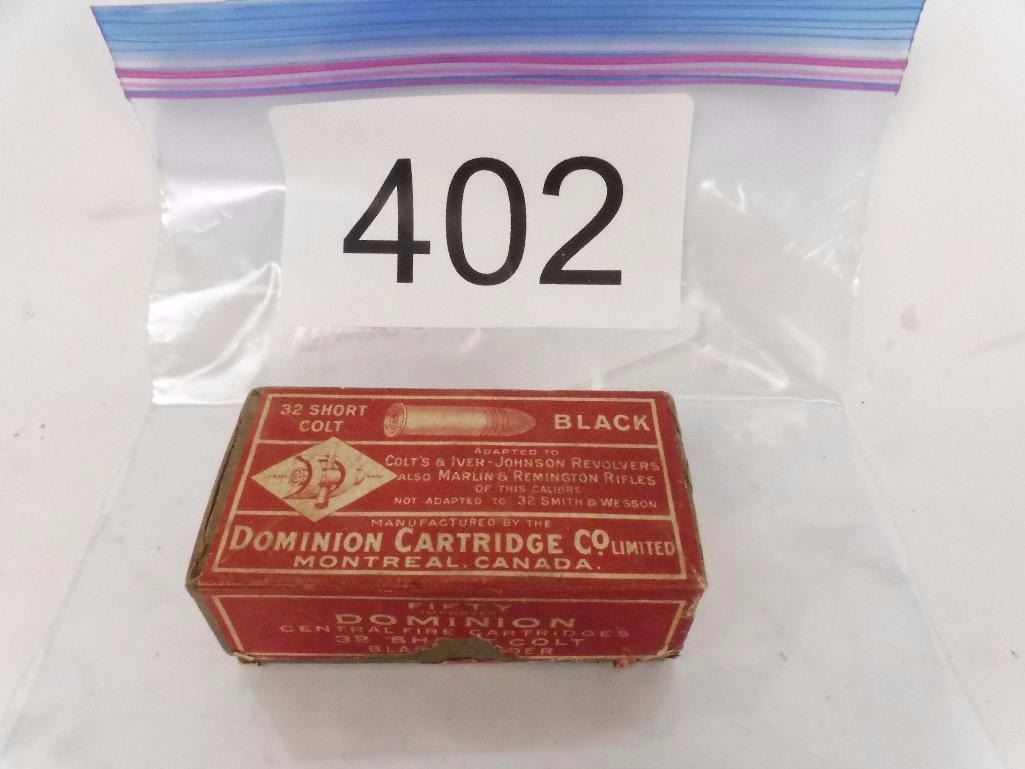 402
32 SHORT
COLT
BLACK
ADAPTED TO
COLT'S & IVER-JOHNSON REVOLVERS
ALSO MARLIN & REMINGTON RIFLES
OF THIS CALIBRE
NOT ADAPTED TO 32 SMITH & WESSON
MANUFACTURED BY THE
DOMINION CARTRIDGE CO. LIMITED
MONTREAL, CANADA.
FIFTY
DOMINION
CENTRAL FIRE CARTRIDGES
32 COLT